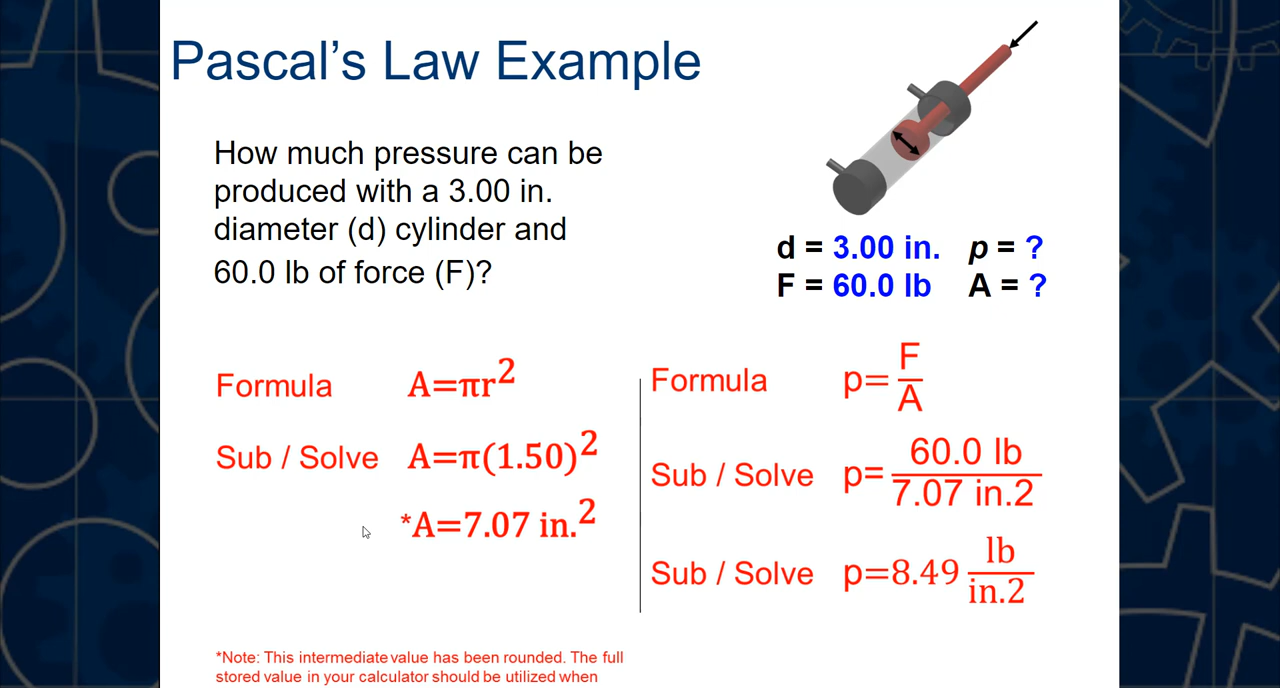 Pascal's Law Example
How much pressure can be
produced with a 3.00 in.
diameter (d) cylinder and
60.0 lb of force (F)?
d = 3.00 in. p = ?
F = 60.0 lb A = ?
Formula A=πr²
Sub / Solve A=π(1.50)²
*A=7.07 in.²
Formula p=F/A
Sub / Solve p=60.0 lb/7.07 in.2
Sub / Solve p=8.49 lb/in.2
*Note: This intermediate value has been rounded. The full
stored value in your calculator should be utilized when